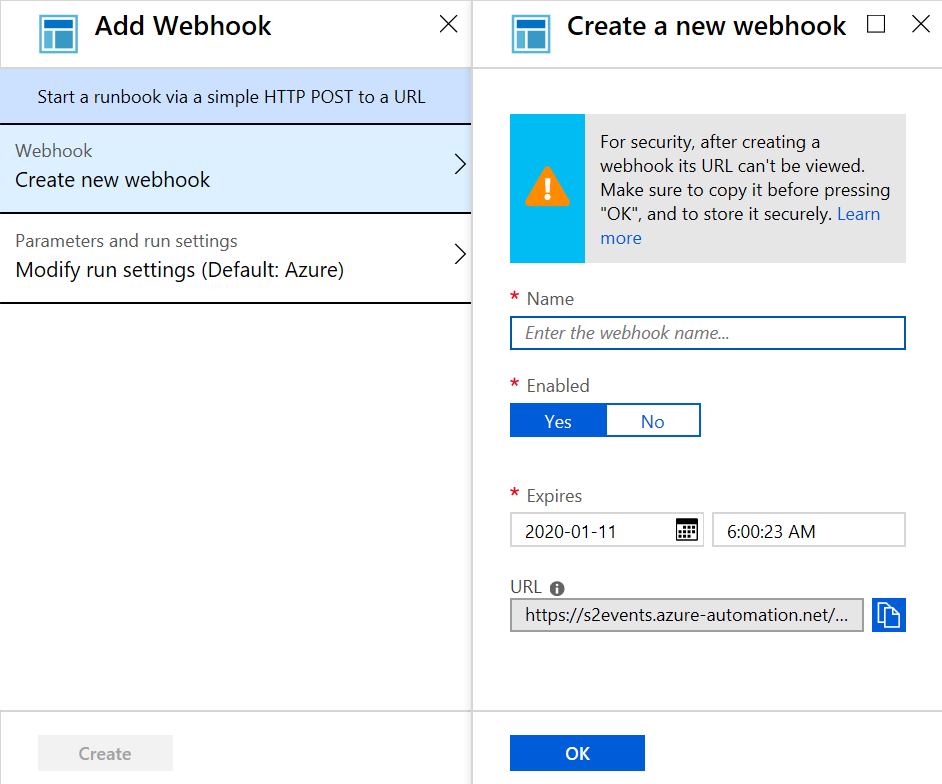 Add Webhook
Start a runbook via a simple HTTP POST to a URL
Webhook
Create new webhook
Parameters and run settings
Modify run settings (Default: Azure)
Create
Create a new webhook
For security, after creating a
webhook its URL can't be viewed.
Make sure to copy it before pressing
"OK", and to store it securely. Learn
more
* Name
Enter the webhook name...
* Enabled
Yes No
* Expires
2020-01-11 6:00:23 AM
URL
https://s2events.azure-automation.net/...
OK